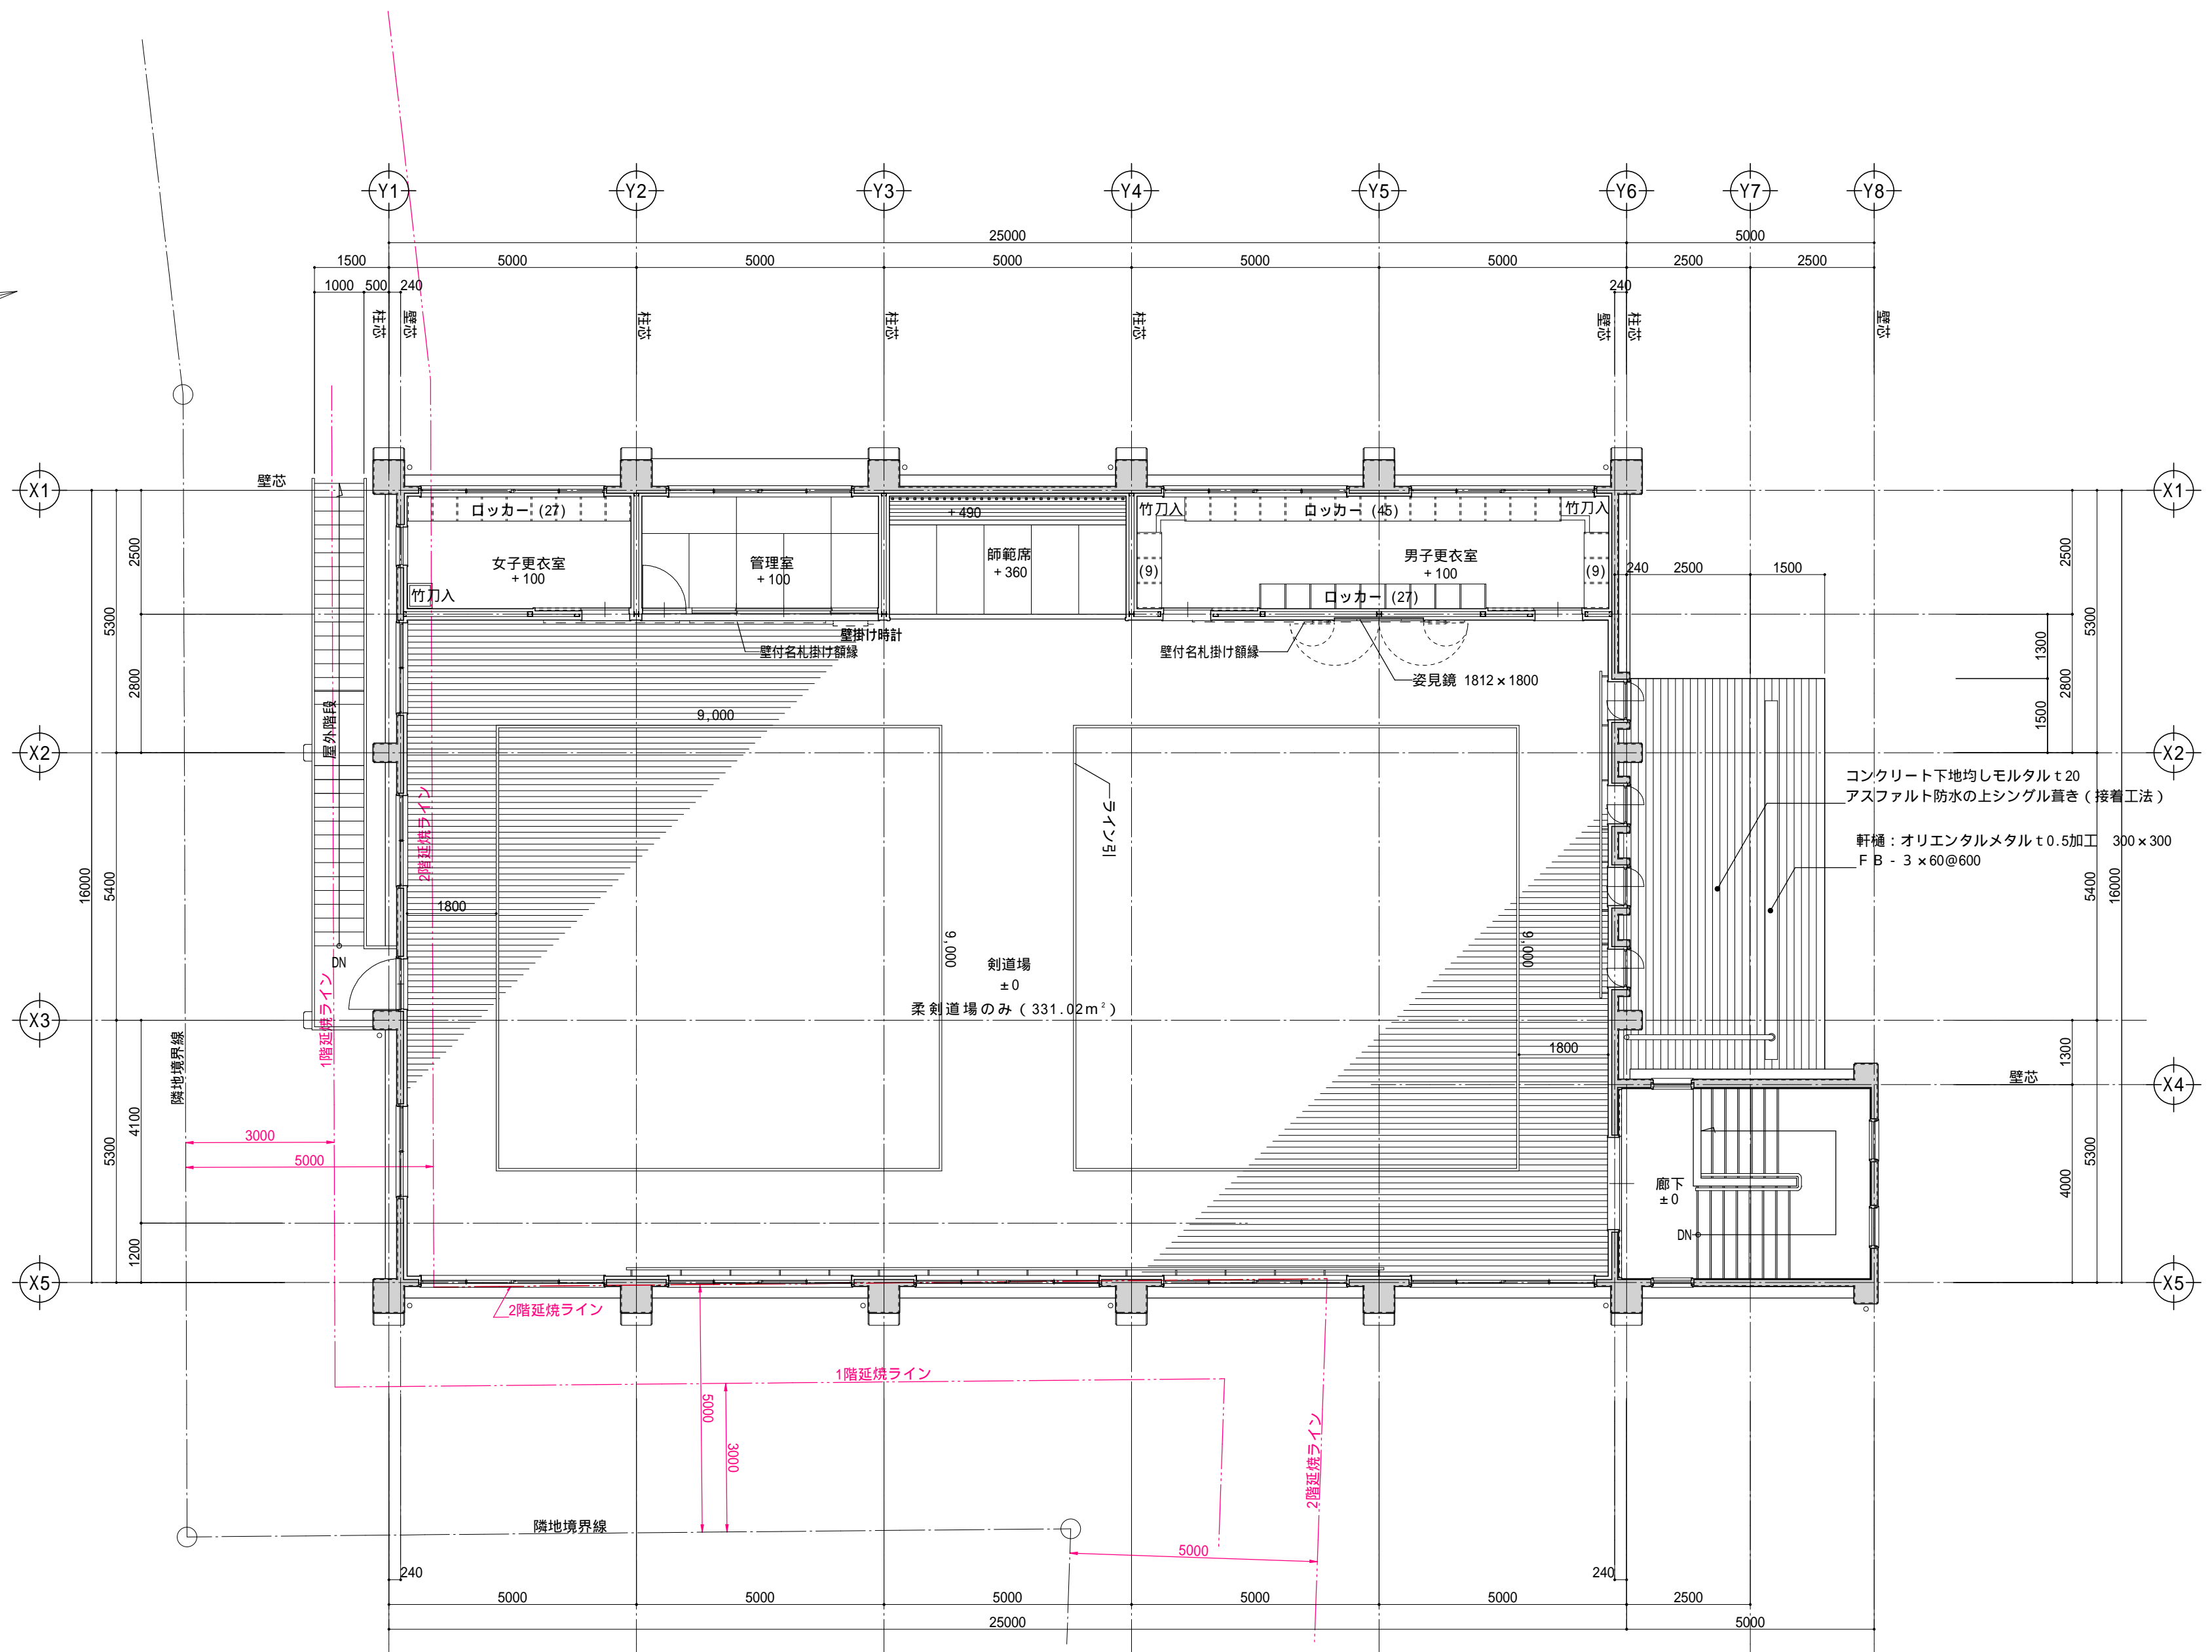 Y1
Y2
Y3
Y4
Y5
Y6
Y7
Y8
25000
5000
1500
5000
5000
5000
5000
5000
2500
2500
1000
500
240
240
柱芯
壁芯
柱芯
柱芯
柱芯
柱芯
壁芯
柱芯
壁芯
X1
壁芯
X1
ロッカー (27)
+490
竹刀入
ロッカー (45)
竹刀入
女子更衣室
+100
管理室
+100
師範席
+360
男子更衣室
+100
(9)
(9)
竹刀入
ロッカー (27)
240
2500
1500
2500
5300
2800
2500
5300
1300
2800
1500
壁掛け時計
壁付名札掛け額縁
壁付名札掛け額縁
姿見鏡 1812×1800
9,000
屋外階段
X2
X2
2階延焼ライン
ライン引
コンクリート下地均しモルタルt20
アスファルト防水の上シングル葺き(接着工法)
軒樋:オリエンタルメタルt0.5加工 300×300
FB-3×60@600
16000
5400
5400
16000
1800
9,000
9,000
DN
剣道場
±0
柔剣道場のみ(331.02m²)
X3
1階延焼ライン
隣地境界線
1800
1300
壁芯
X4
3000
5000
4100
5300
1200
4000
5300
廊下
±0
DN
X5
X5
2階延焼ライン
1階延焼ライン
5000
3000
2階延焼ライン
隣地境界線
5000
240
240
5000
5000
5000
5000
5000
2500
25000
5000